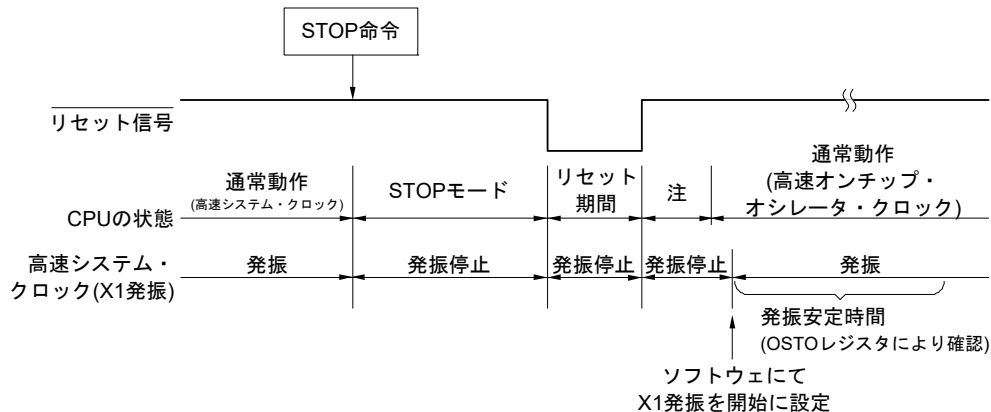 STOP命令
リセット信号
通常動作
(高速システム・クロック)
STOPモード
リセット
期間
注
通常動作
(高速オンチップ・
オシレータ・クロック)
CPUの状態
高速システム・
クロック(X1発振)
発振
発振停止
発振停止
発振停止
発振
発振安定時間
(OSTOレジスタにより確認)
ソフトウェにて
X1発振を開始に設定